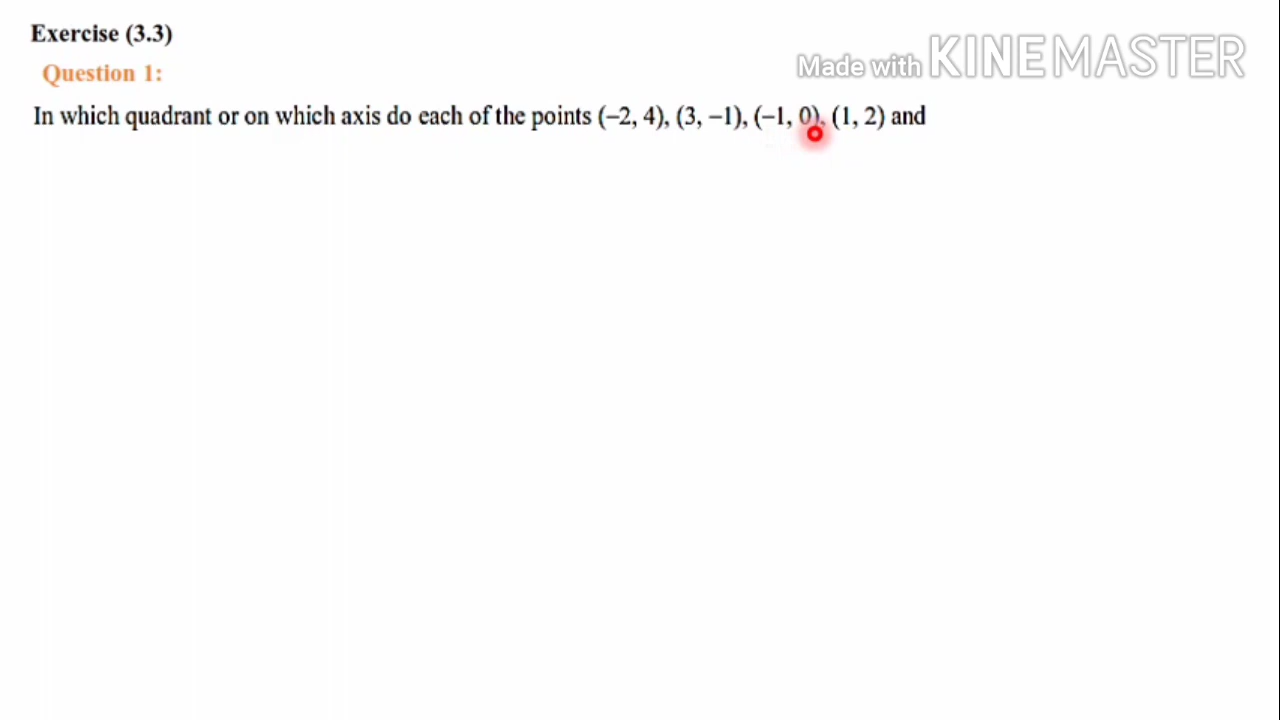 Exercise (3.3)
Made with KINEMASTER
Question 1:
In which quadrant or on which axis do each of the points (–2, 4), (3, –1), (–1, 0), (1, 2) and